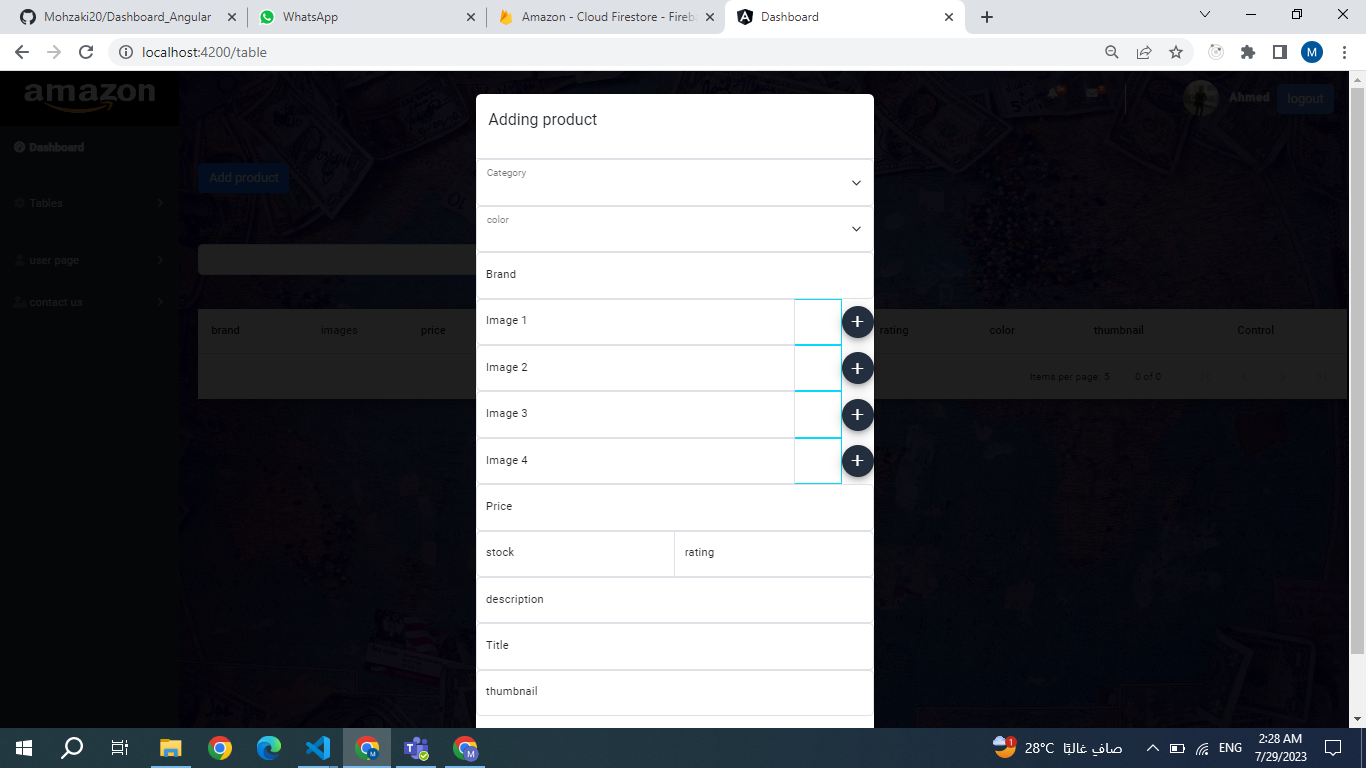 Mohzaki20/Dashboard_Angular
WhatsApp
Amazon - Cloud Firestore - Fireb
Dashboard
localhost:4200/table
M
amazon
Ahmed
logout
Adding product
Dashboard
Category
Add product
Tables
color
user page
Brand
contact us
Image 1
brand
images
price
rating
color
thumbnail
Control
Image 2
Items per page: 5
0 of 0
Image 3
Image 4
Price
stock
rating
description
Title
thumbnail
1
28°C
صافٍ غالبًا
ENG
2:28 AM
7/29/2023